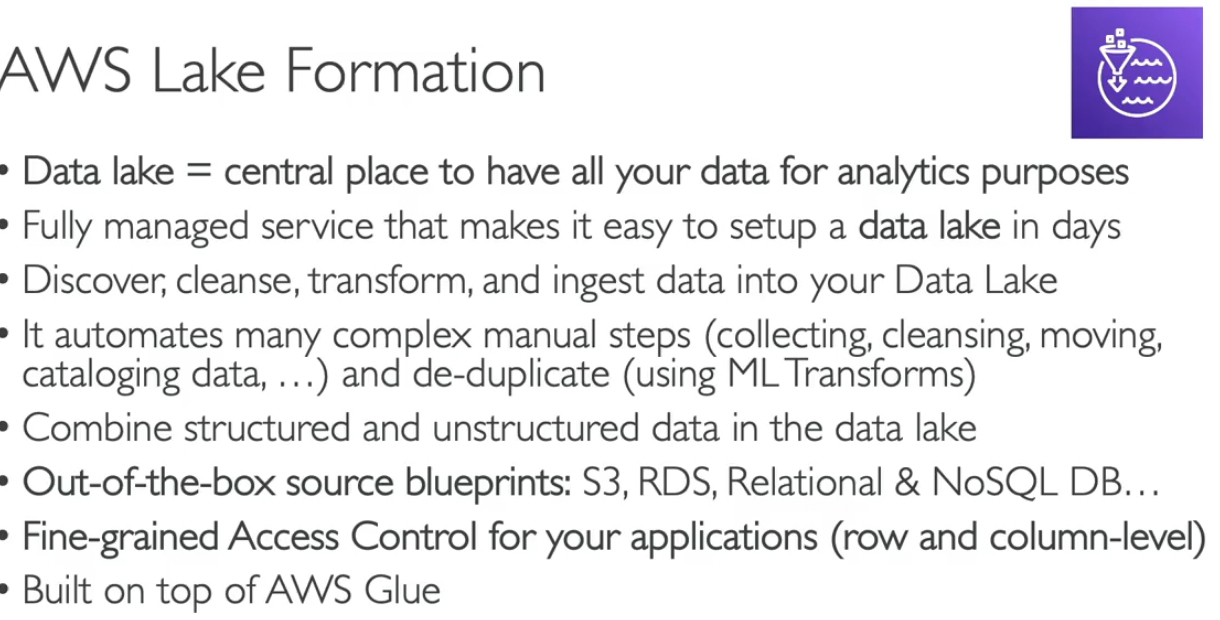 AWS Lake Formation
• Data lake = central place to have all your data for analytics purposes
• Fully managed service that makes it easy to setup a data lake in days
• Discover, cleanse, transform, and ingest data into your Data Lake
• It automates many complex manual steps (collecting, cleansing, moving,
cataloging data, …) and de-duplicate (using ML Transforms)
• Combine structured and unstructured data in the data lake
• Out-of-the-box source blueprints: S3, RDS, Relational & NoSQL DB…
• Fine-grained Access Control for your applications (row and column-level)
• Built on top of AWS Glue